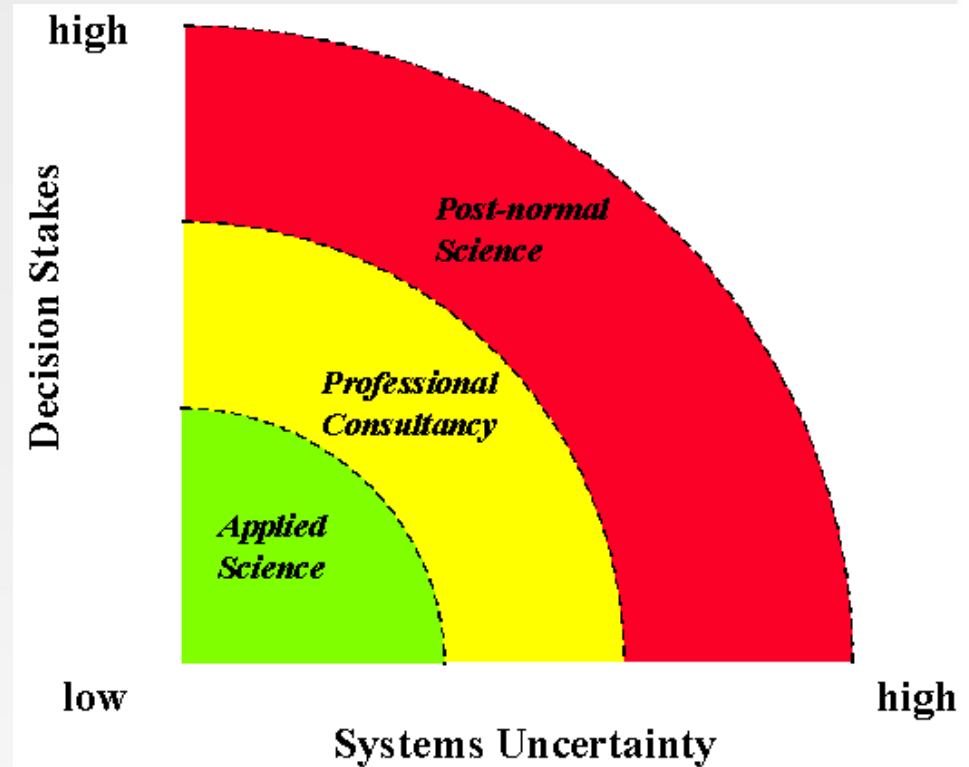 high
Decision Stakes
Post-normal
Science
Professional
Consultancy
Applied
Science
low
high
Systems Uncertainty